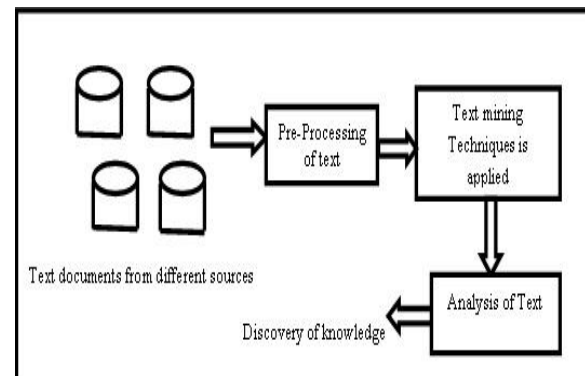 Text documents from different sources
Pre-Processing
of text
Text mining
Techniques is
applied
Analysis of Text
Discovery of knowledge